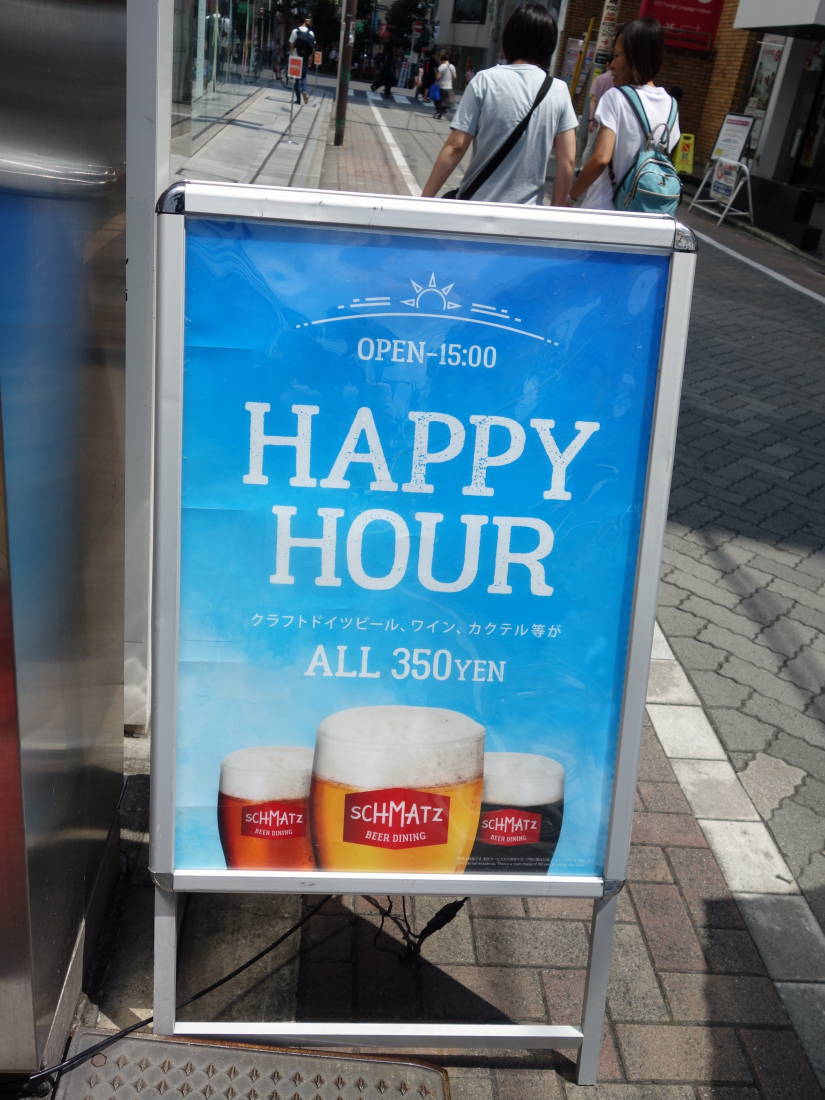 OPEN-15:00
HAPPY
HOUR
クラフトドイツビール、ワイン、カクテル等が
ALL 350YEN
SCHMATZ
BEER DINING
SCHMATZ
BEER DINING
SCHMATZ
BEER DINING